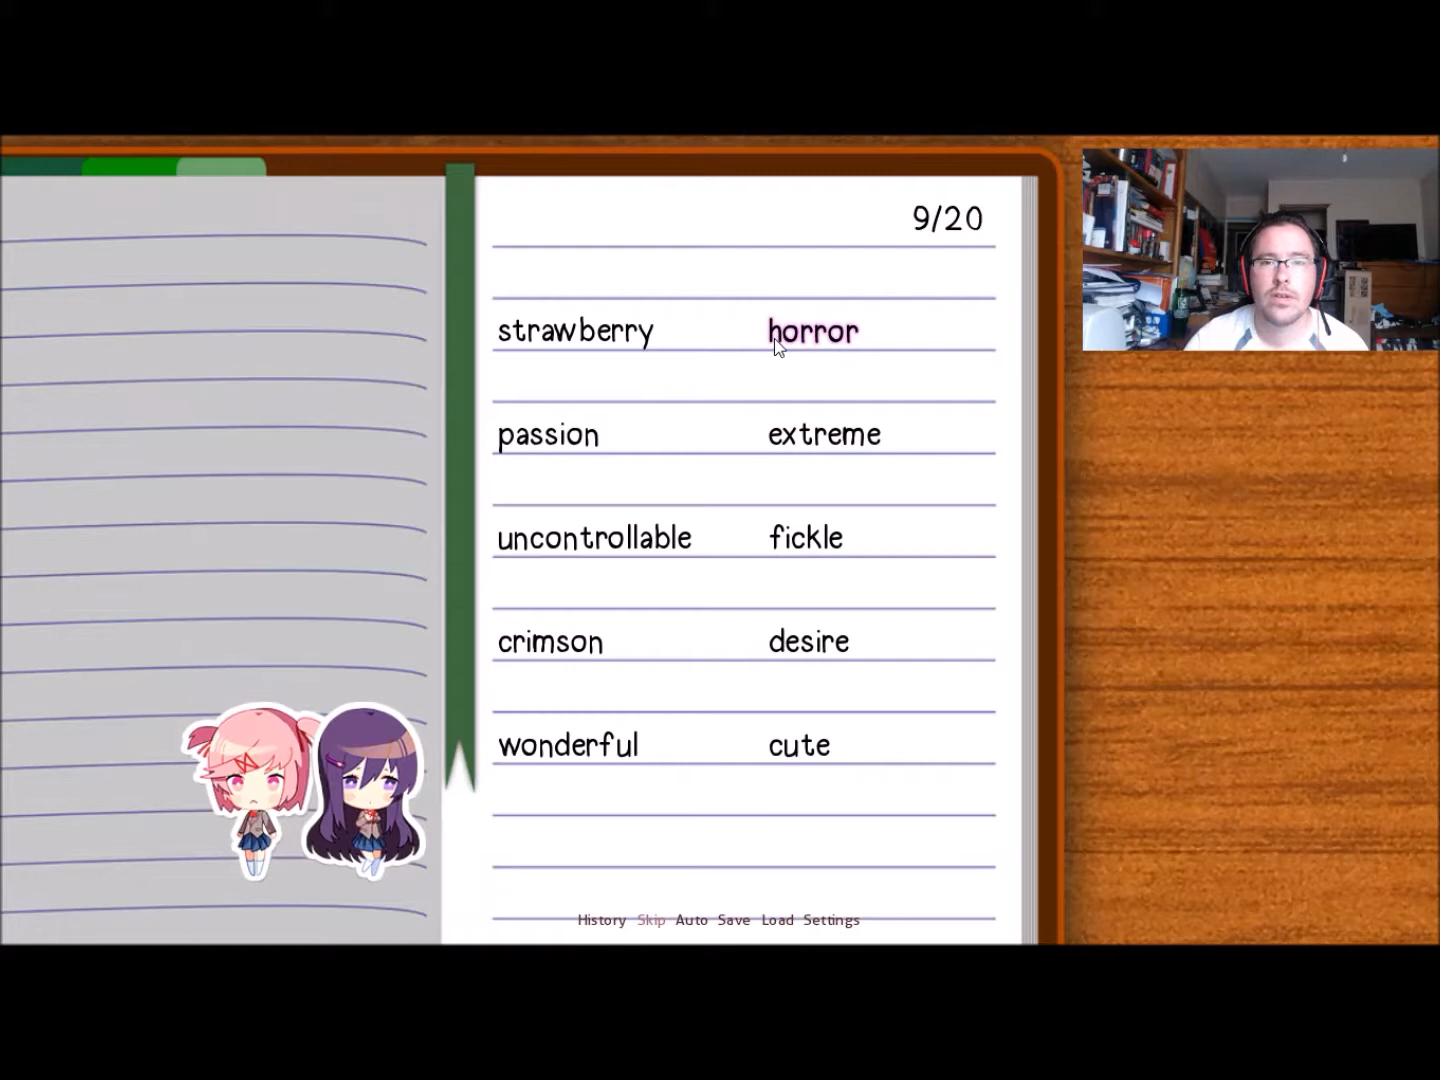 9/20
strawberry horror
passion extreme
uncontrollable fickle
crimson desire
wonderful cute
History Skip Auto Save Load Settings